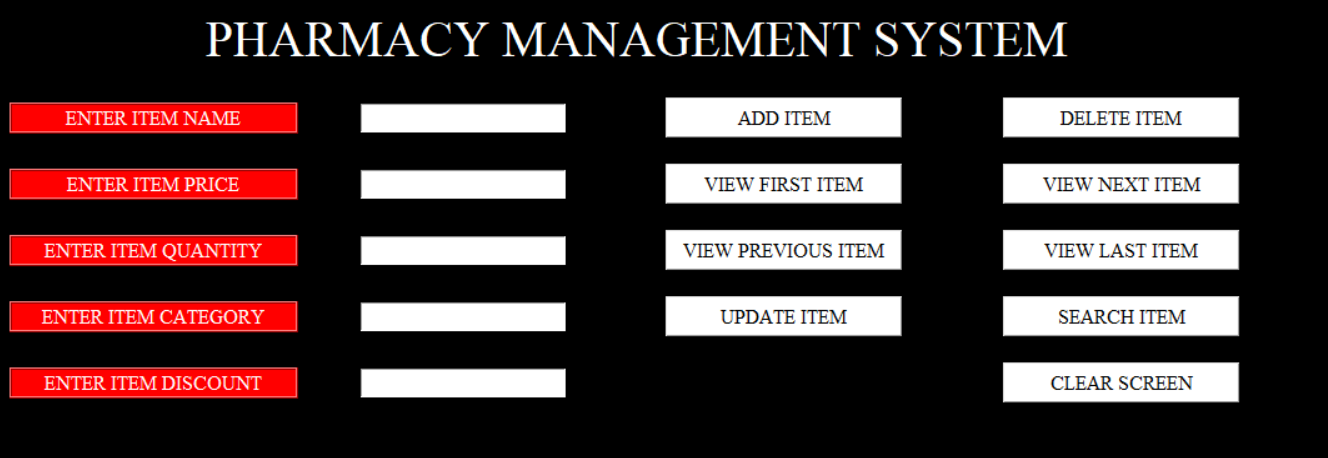 PHARMACY MANAGEMENT SYSTEM
ENTER ITEM NAME
ADD ITEM
DELETE ITEM
ENTER ITEM PRICE
VIEW FIRST ITEM
VIEW NEXT ITEM
ENTER ITEM QUANTITY
VIEW PREVIOUS ITEM
VIEW LAST ITEM
ENTER ITEM CATEGORY
UPDATE ITEM
SEARCH ITEM
ENTER ITEM DISCOUNT
CLEAR SCREEN